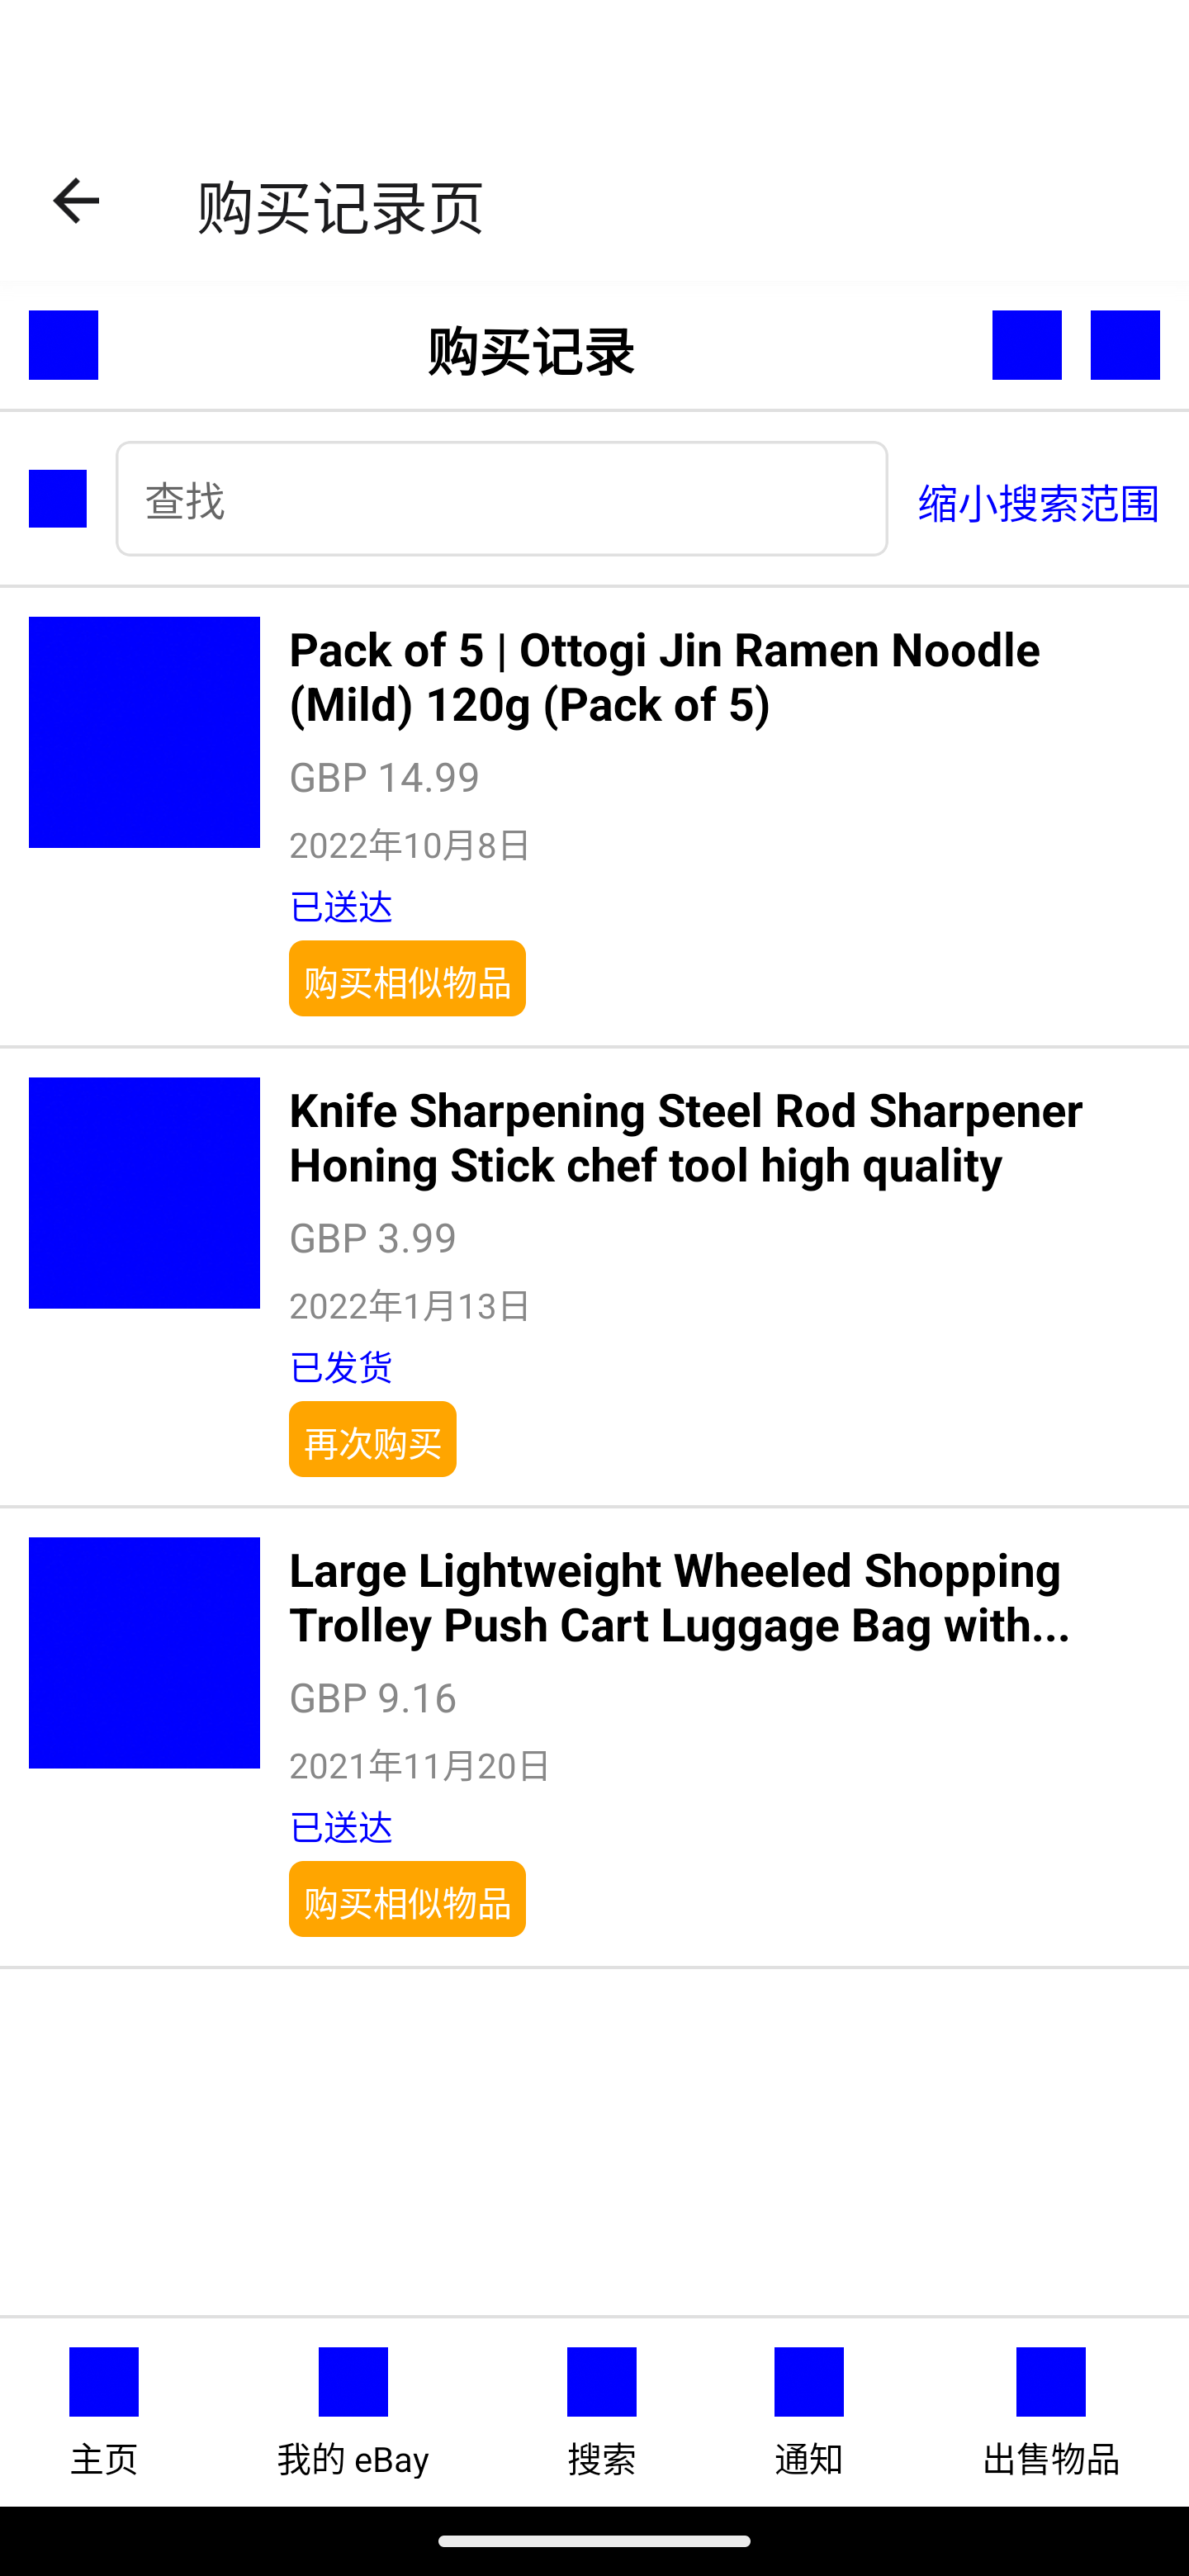 购买记录页
购买记录
查找
缩小搜索范围
Pack of 5 | Ottogi Jin Ramen Noodle
(Mild) 120g (Pack of 5)
GBP 14.99
2022年10月8日
已送达
购买相似物品
Knife Sharpening Steel Rod Sharpener
Honing Stick chef tool high quality
GBP 3.99
2022年1月13日
已发货
再次购买
Large Lightweight Wheeled Shopping
Trolley Push Cart Luggage Bag with...
GBP 9.16
2021年11月20日
已送达
购买相似物品
主页
我的 eBay
搜索
通知
出售物品